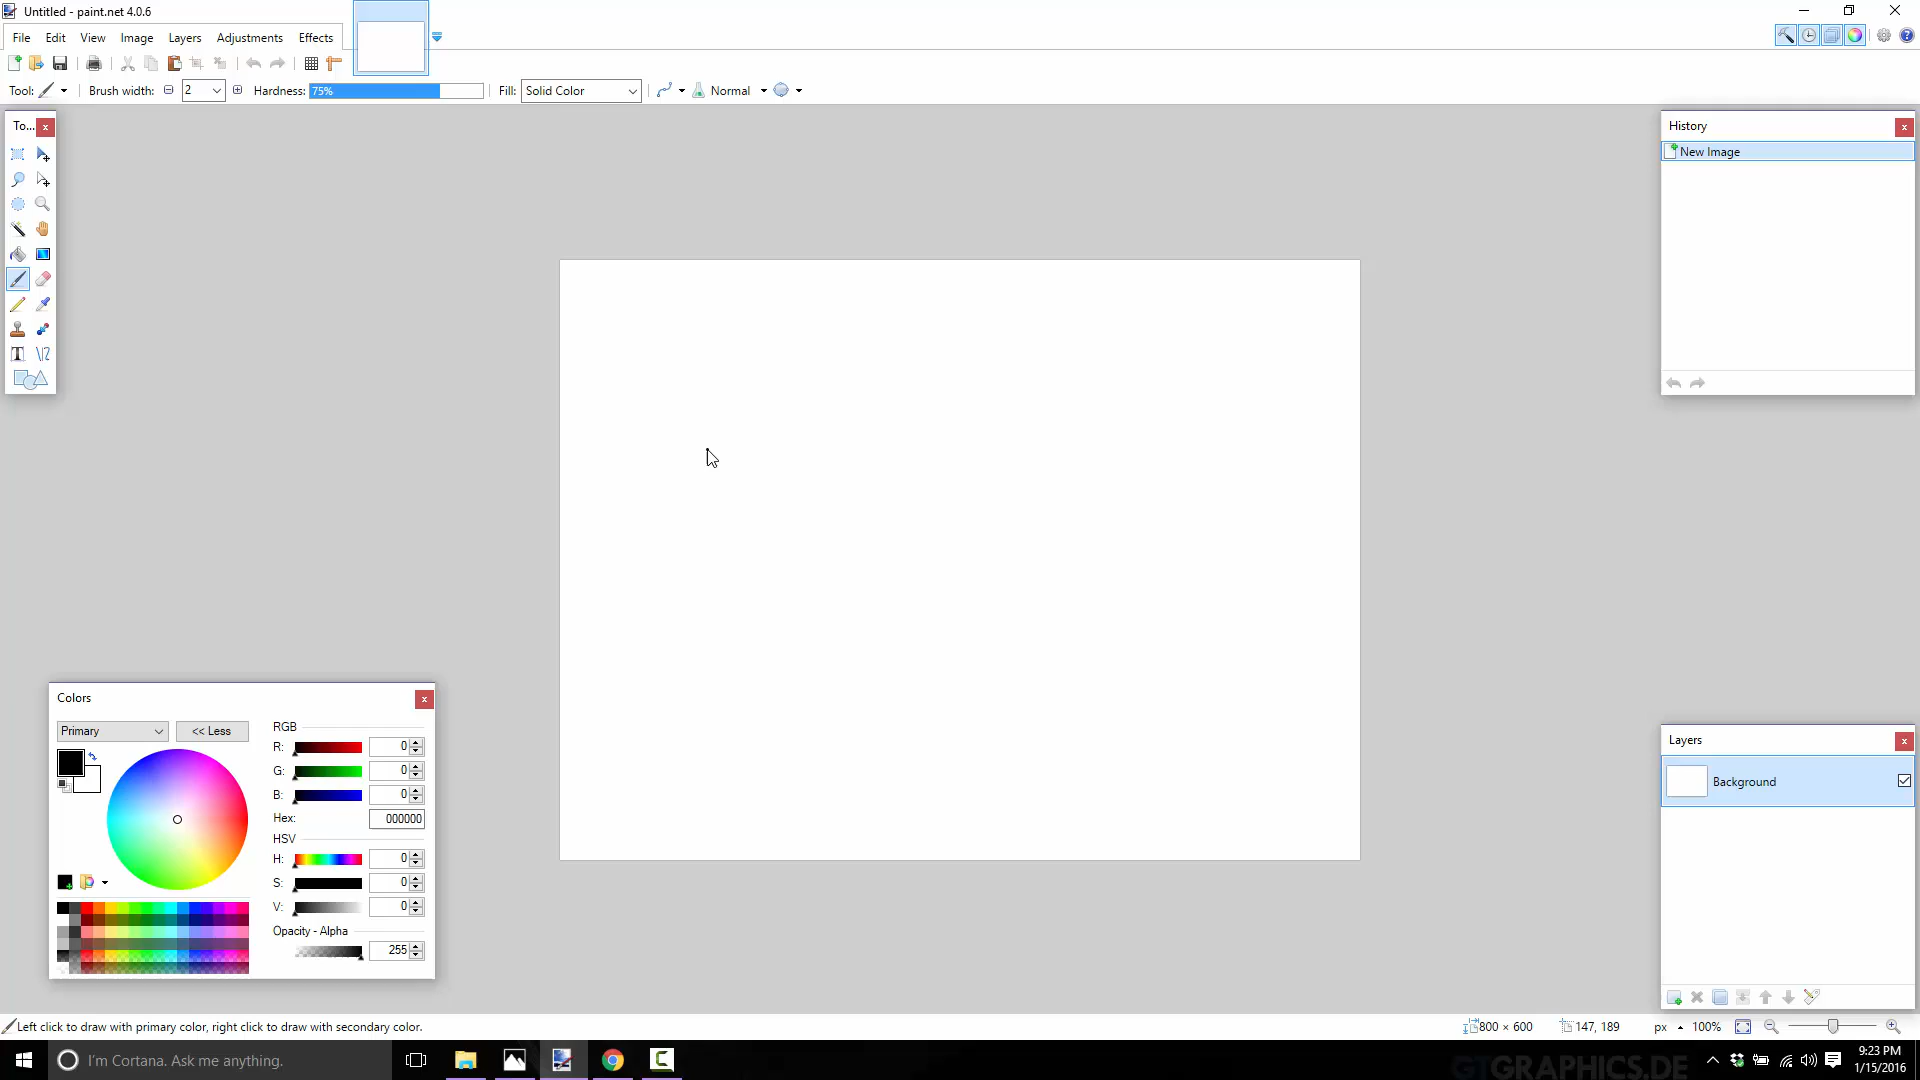 Untitled - paint.net 4.0.6
File Edit View Image Layers Adjustments Effects
Tool: Brush width: 2 Hardness: 75% Fill: Solid Color Normal
To...
History
New Image
Colors
Primary
<< Less
RGB
R: 0
G: 0
B: 0
Hex: 000000
HSV
H: 0
S: 0
V: 0
Opacity - Alpha
255
Layers
Background
Left click to draw with primary color, right click to draw with secondary color.
800 × 600
147, 189
px
100%
I'm Cortana. Ask me anything.
GTGRAPHICS.DE
9:23 PM
1/15/2016